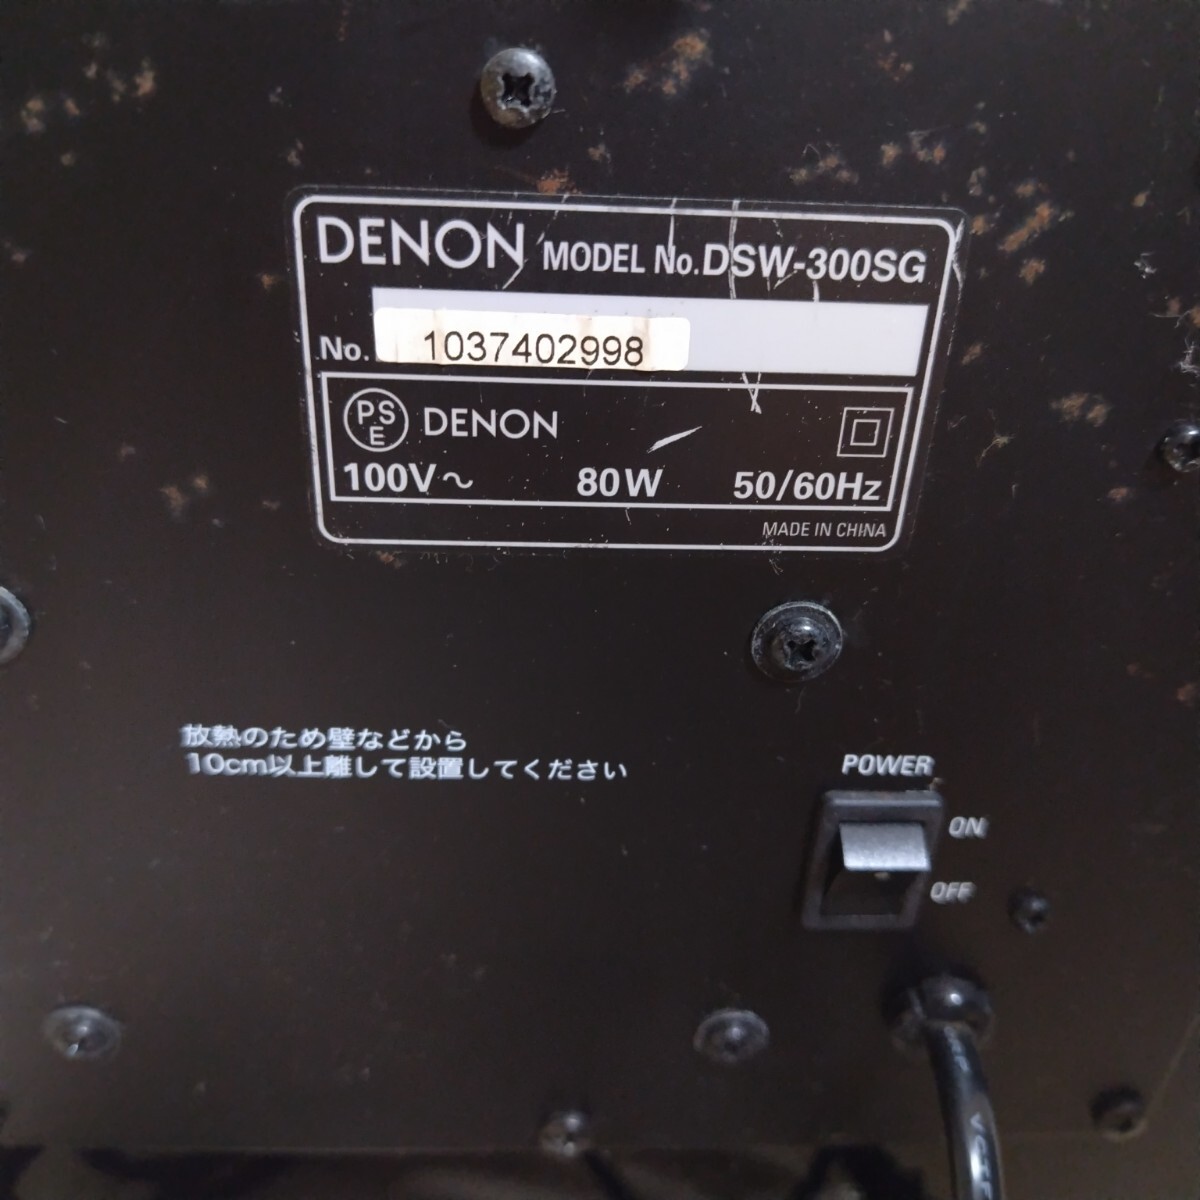 DENON MODEL No.DSW-300SG
No. 1037402998
PSE DENON
100V～ 80W 50/60Hz
MADE IN CHINA
放熱のため壁などから
10cm以上離して設置してください
POWER
ON
OFF